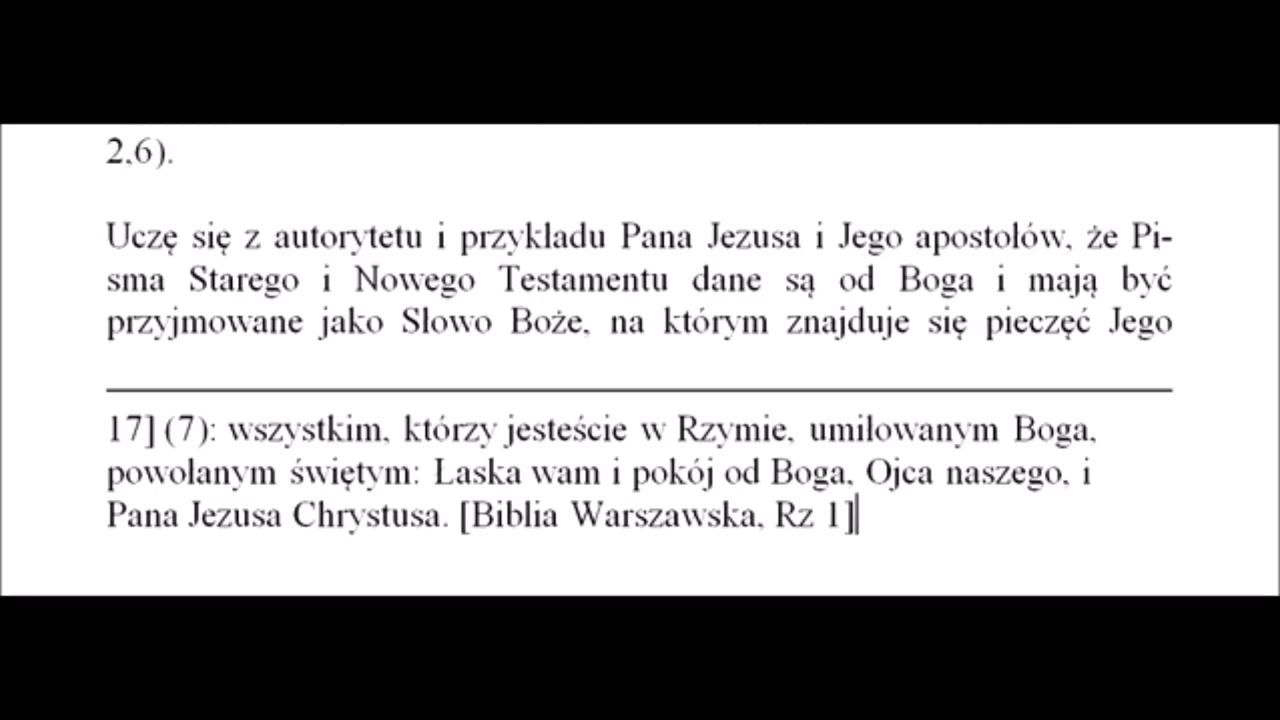 2,6).
Uczę się z autorytetu i przykładu Pana Jezusa i Jego apostołów, że Pi-
sma Starego i Nowego Testamentu dane są od Boga i mają być
przyjmowane jako Słowo Boże, na którym znajduje się pieczęć Jego
17] (7): wszystkim, którzy jesteście w Rzymie, umiłowanym Boga,
powołanym świętym: Łaska wam i pokój od Boga, Ojca naszego, i
Pana Jezusa Chrystusa. [Biblia Warszawska, Rz 1]